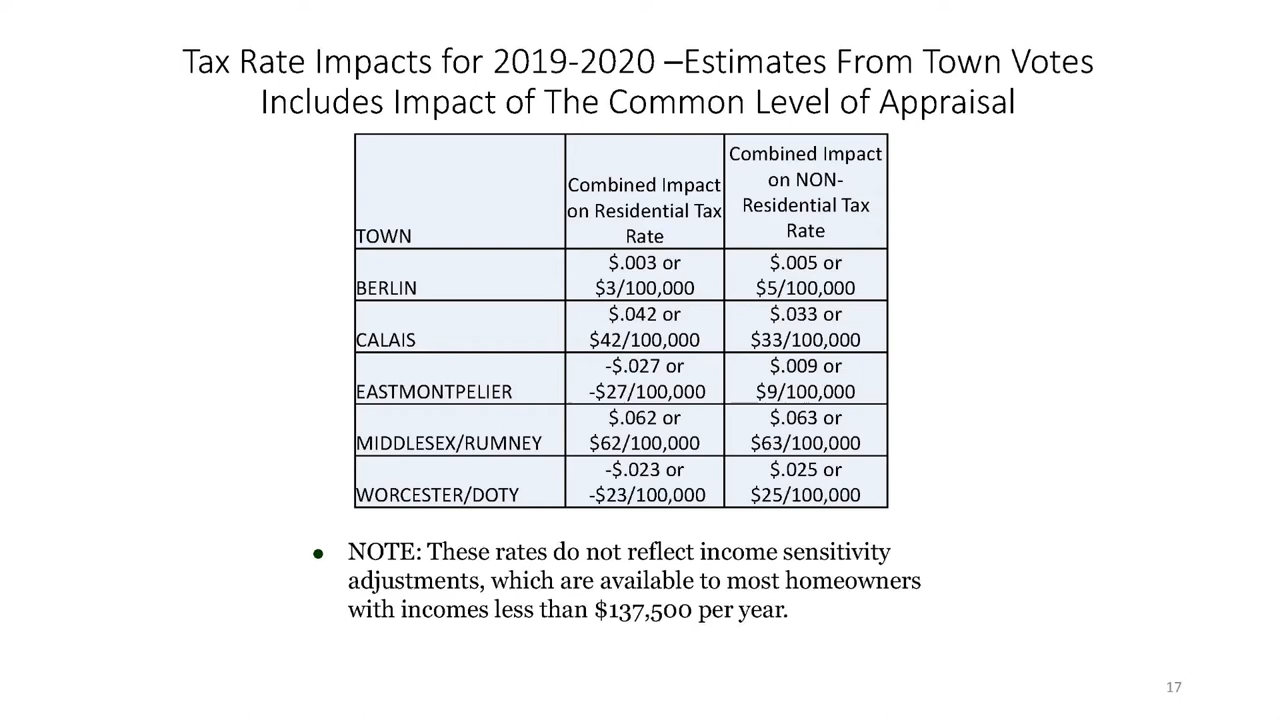 Tax Rate Impacts for 2019-2020 –Estimates From Town Votes
Includes Impact of The Common Level of Appraisal
TOWN
Combined Impact
on Residential Tax
Rate
Combined Impact
on NON-
Residential Tax
Rate
BERLIN
$.003 or
$3/100,000
$.005 or
$5/100,000
CALAIS
$.042 or
$42/100,000
$.033 or
$33/100,000
EASTMONTPELIER
-$.027 or
-$27/100,000
$.009 or
$9/100,000
MIDDLESEX/RUMNEY
$.062 or
$62/100,000
$.063 or
$63/100,000
WORCESTER/DOTY
-$.023 or
-$23/100,000
$.025 or
$25/100,000
• NOTE: These rates do not reflect income sensitivity
adjustments, which are available to most homeowners
with incomes less than $137,500 per year.
17